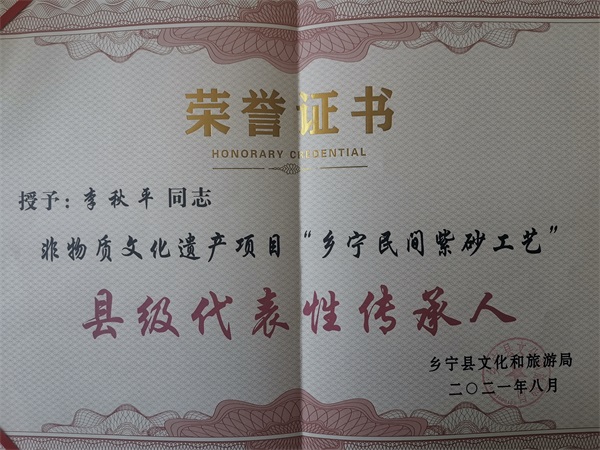 荣誉证书
HONORARY CREDENTIAL
授予：李秋平 同志
非物质文化遗产项目“乡宁民间紫砂工艺”
县级代表性传承人
乡宁县文化和旅游局
二〇二一年八月